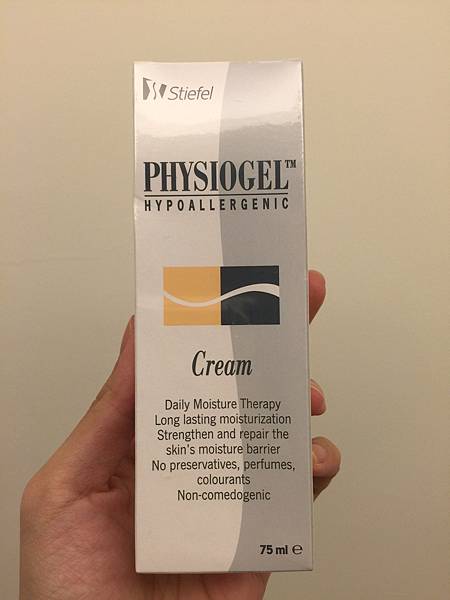 Stiefel
PHYSIOGEL™
HYPOALLERGENIC
Cream
Daily Moisture Therapy
Long lasting moisturization
Strengthen and repair the
skin's moisture barrier
No preservatives, perfumes,
colourants
Non-comedogenic
75 ml ℮